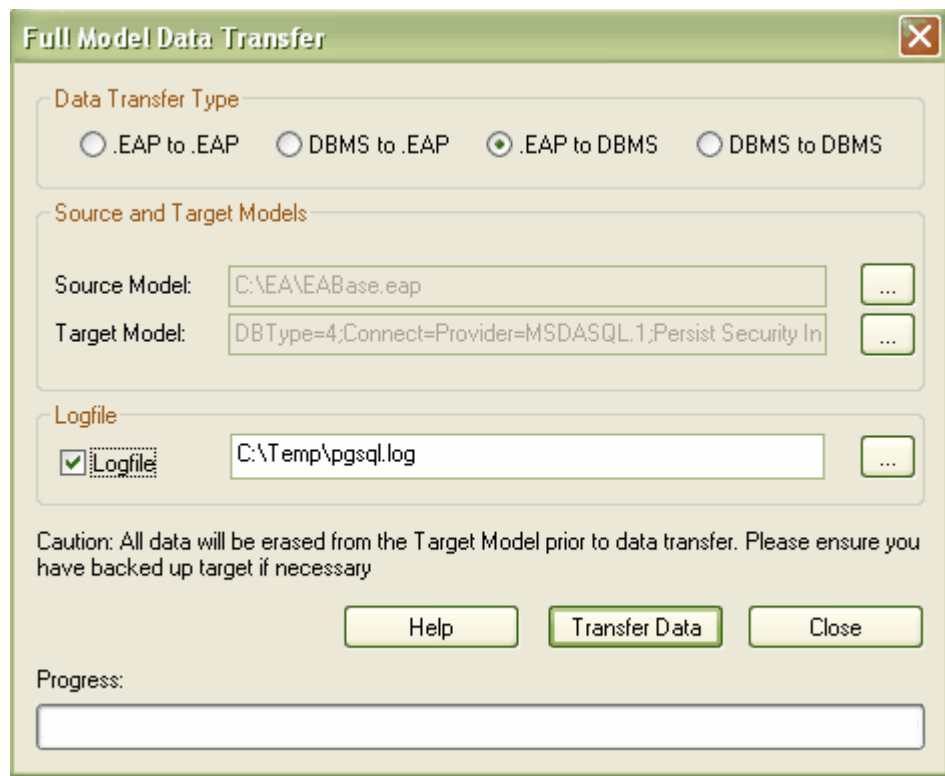 Full Model Data Transfer
Data Transfer Type
.EAP to .EAP DBMS to .EAP .EAP to DBMS DBMS to DBMS
Source and Target Models
Source Model: C:\EA\EABase.eap ...
Target Model: DBType=4;Connect=Provider=MSDASQL.1;Persist Security In ...
Logfile
Logfile C:\Temp\pgsql.log ...
Caution: All data will be erased from the Target Model prior to data transfer. Please ensure you
have backed up target if necessary
Help Transfer Data Close
Progress: